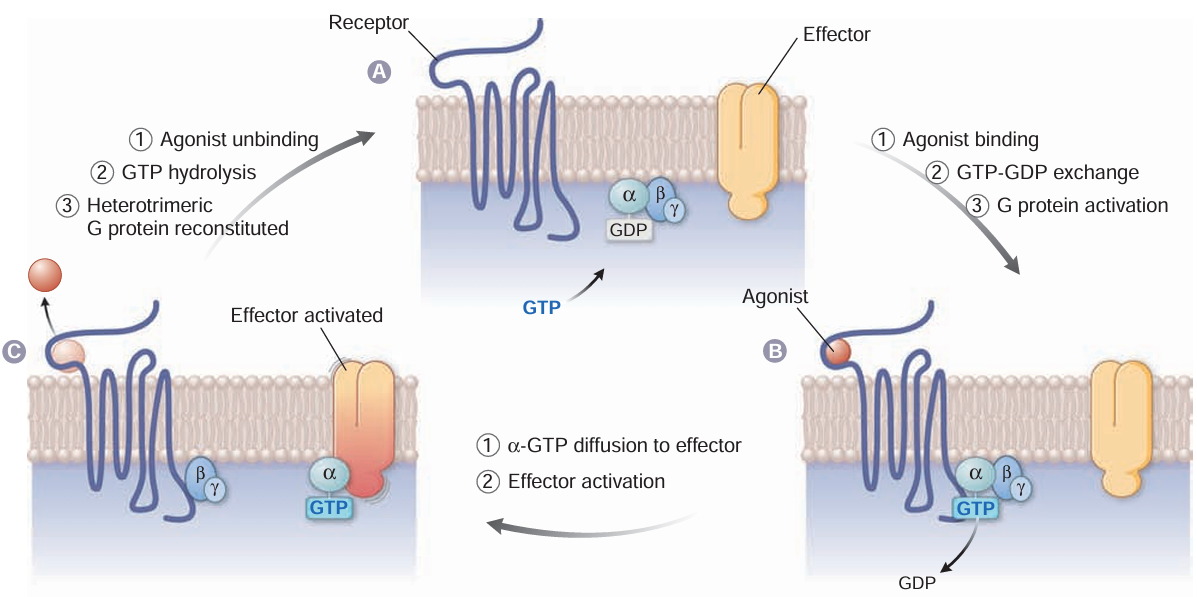 Receptor
Effector
A
α
β
γ
GDP
GTP
① Agonist unbinding
② GTP hydrolysis
③ Heterotrimeric
G protein reconstituted
① Agonist binding
② GTP-GDP exchange
③ G protein activation
Agonist
B
α
β
γ
GTP
GDP
① α-GTP diffusion to effector
② Effector activation
Effector activated
C
β
γ
α
GTP